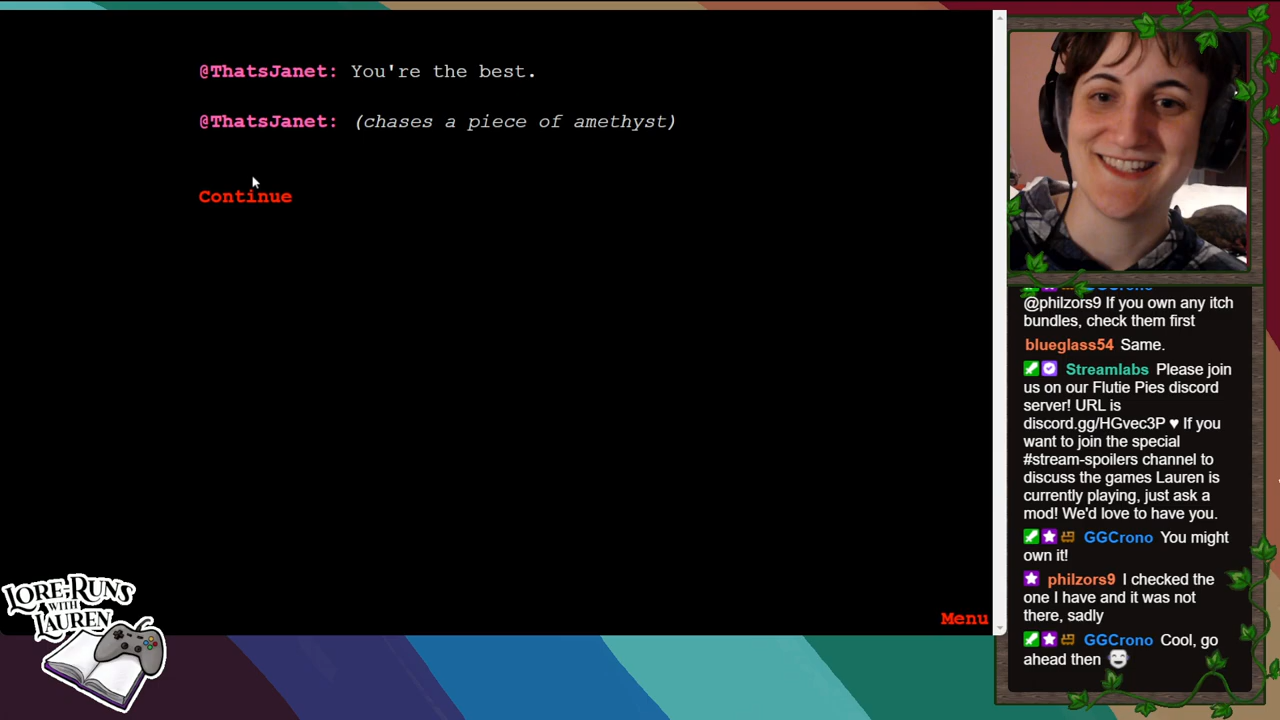 @ThatsJanet: You're the best.
@ThatsJanet: (chases a piece of amethyst)
Continue
Menu
LORE-RUNS
WITH
LAUREN
GGCrono
@philzors9 If you own any itch
bundles, check them first
blueglass54 Same.
Streamlabs Please join
us on our Flutie Pies discord
server! URL is
discord.gg/HGvec3P ♥ If you
want to join the special
#stream-spoilers channel to
discuss the games Lauren is
currently playing, just ask a
mod! We'd love to have you.
GGCrono You might
own it!
philzors9 I checked the
one I have and it was not
there, sadly
GGCrono Cool, go
ahead then